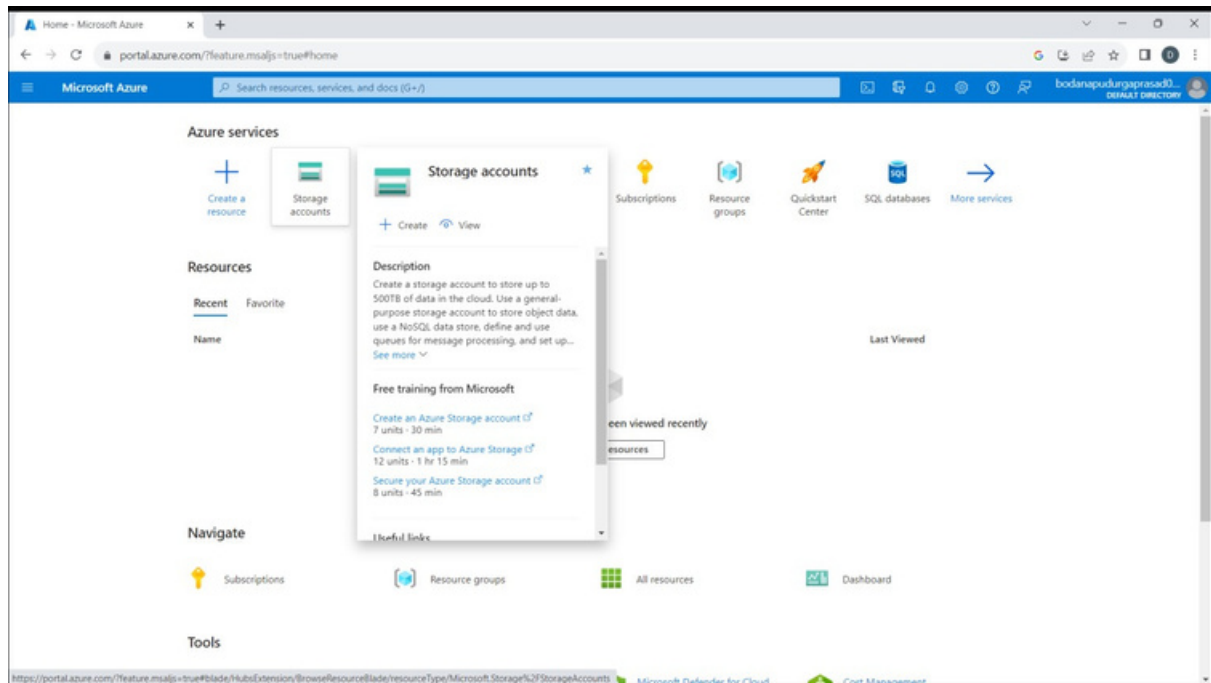 Home - Microsoft Azure
portal.azure.com/?feature.msaljs=true#home
Microsoft Azure
Search resources, services, and docs (G+/)
bodanapudurgaprasad0...
DEFAULT DIRECTORY
Azure services
Create a
resource
Storage
accounts
Storage accounts
Create
View
Subscriptions
Resource
groups
Quickstart
Center
SQL databases
More services
Description
Create a storage account to store up to
500TB of data in the cloud. Use a general-
purpose storage account to store object data,
use a NoSQL data store, define and use
queues for message processing, and set up...
See more
Free training from Microsoft
Create an Azure Storage account
7 units · 30 min
Connect an app to Azure Storage
12 units · 1 hr 15 min
Secure your Azure Storage account
8 units · 45 min
Useful links
Resources
Recent Favorite
Name
Last Viewed
een viewed recently
esources
Navigate
Subscriptions
Resource groups
All resources
Dashboard
Tools
https://portal.azure.com/?feature.msaljs=true#blade/HubsExtension/BrowseResourceBlade/resourceType/Microsoft.Storage%2FStorageAccounts
Microsoft Defender for Cloud
Cost Management